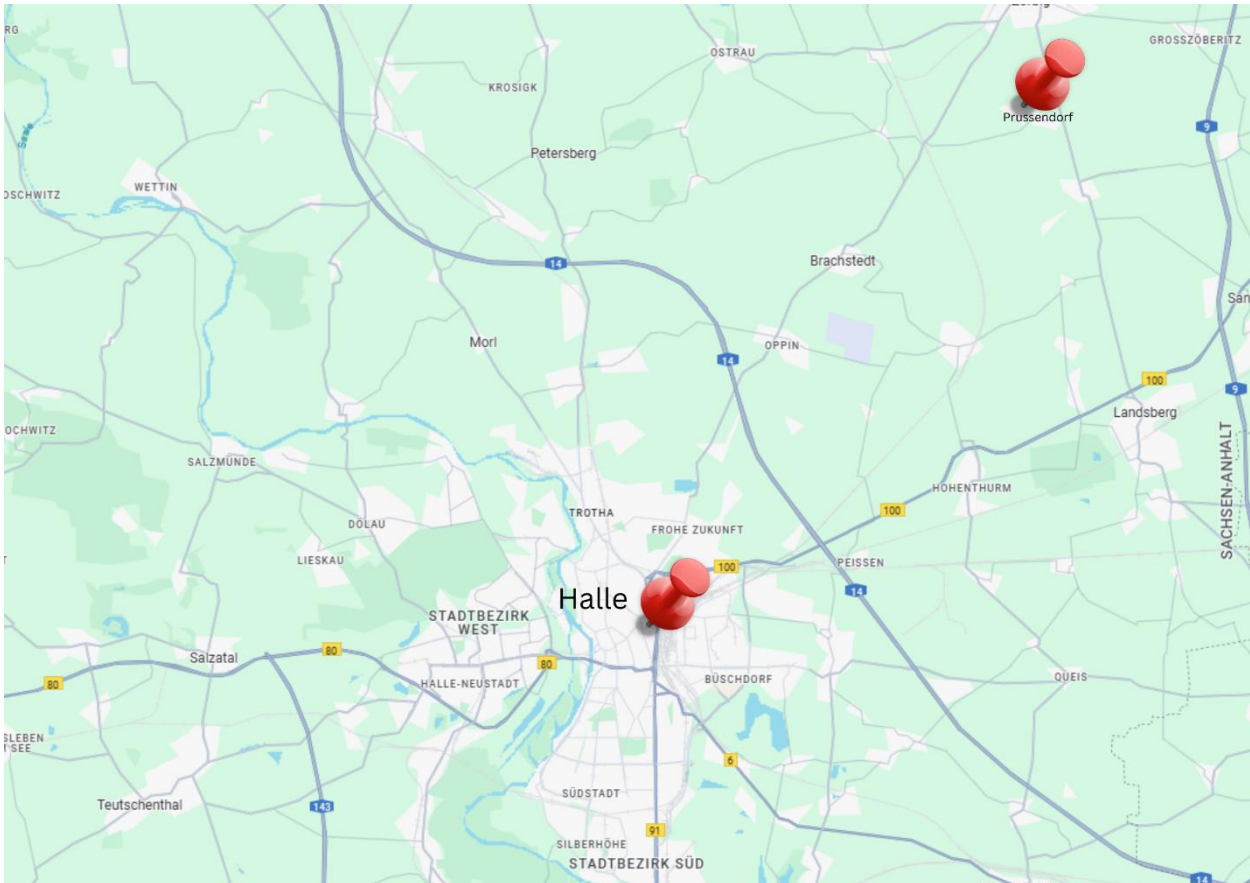 OSTRAU
GROSSZÖBERITZ
KROSIGK
9
Prussendorf
Petersberg
WETTIN
14
Brachstedt
Morl
OPPIN
14
100
9
Landsberg
SALZMÜNDE
HOHENTHURM
SACHSEN-ANHALT
100
TROTHA
DÖLAU
FROHE ZUKUNFT
LIESKAU
100
PEISSEN
14
Halle
STADTBEZIRK
WEST
80
Salzatal
80
80
HALLE-NEUSTADT
BÜSCHDORF
QUEIS
6
SÜDSTADT
Teutschenthal
143
91
SILBERHÖHE
STADTBEZIRK SÜD
14